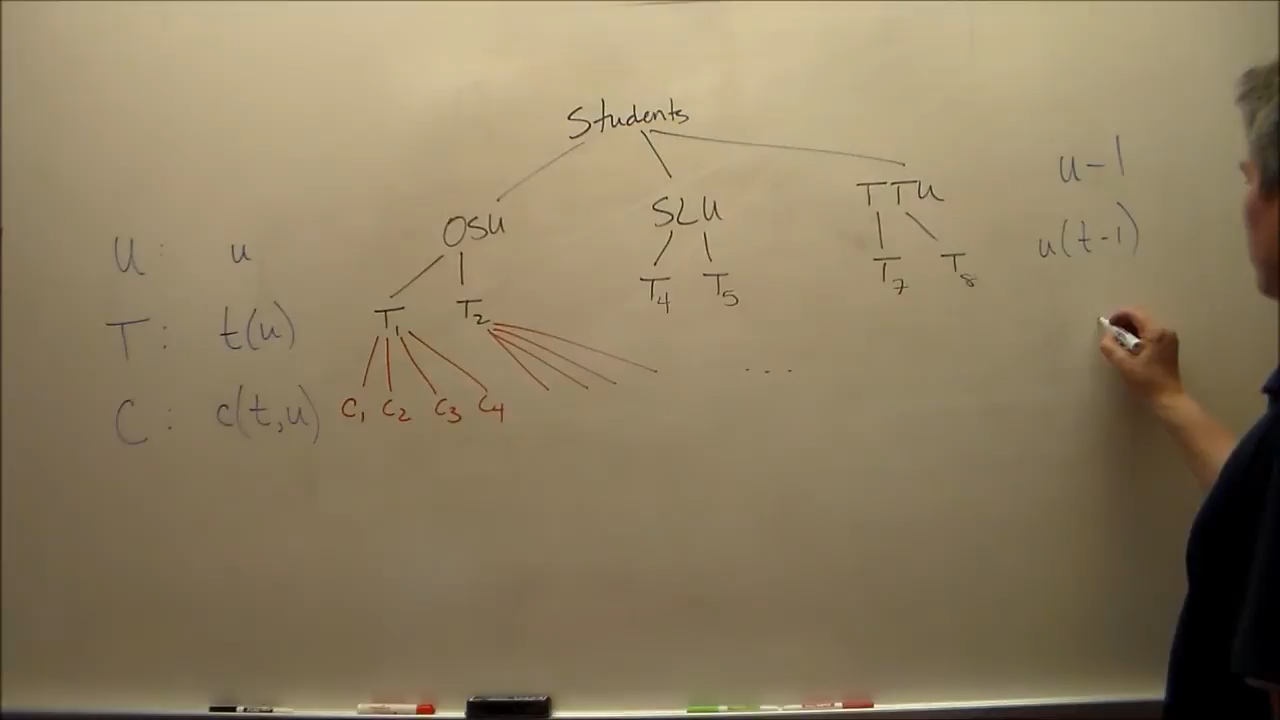 Students
u-1
OSU SLU TTU
U: u u(t-1)
T₁ T₂ T₄ T₅ T₇ T₈
T: t(u)
...
C: c(t,u) C₁ C₂ C₃ C₄